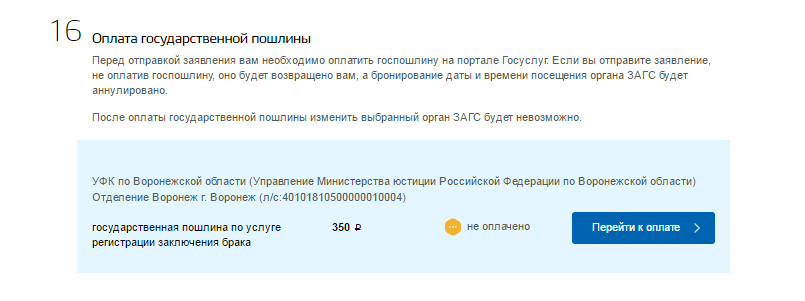 16 Оплата государственной пошлины
Перед отправкой заявления вам необходимо оплатить госпошлину на портале Госуслуг. Если вы отправите заявление,
не оплатив госпошлину, оно будет возвращено вам, а бронирование даты и времени посещения органа ЗАГС будет
аннулировано.
После оплаты государственной пошлины изменить выбранный орган ЗАГС будет невозможно.
УФК по Воронежской области (Управление Министерства юстиции Российской Федерации по Воронежской области)
Отделение Воронеж г. Воронеж (л/с:40101810500000010004)
государственная пошлина по услуге
регистрации заключения брака
350 ₽
не оплачено
Перейти к оплате